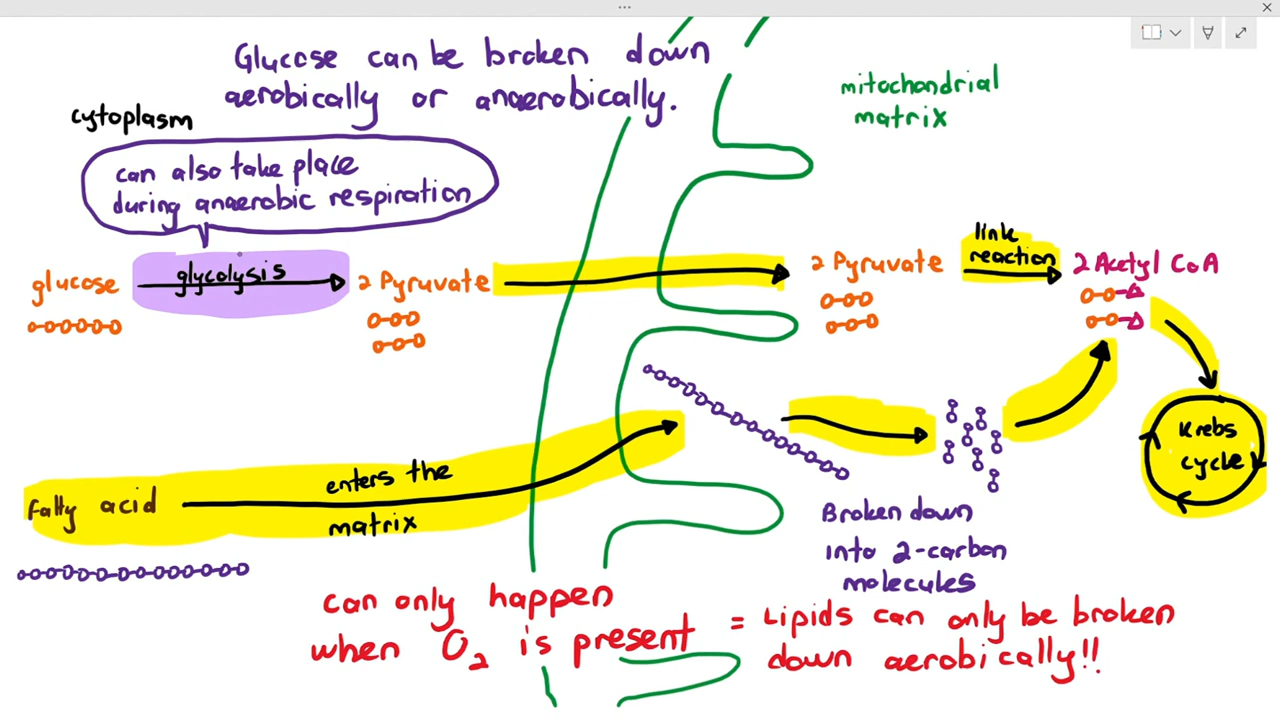 Glucose can be broken down
aerobically or anaerobically.
mitochondrial
matrix
cytoplasm
can also take place
during anaerobic respiration
glucose
glycolysis
2 Pyruvate
2 Pyruvate
link
reaction
2 Acetyl CoA
Krebs
cycle
Fatty acid
enters the
matrix
Broken down
into 2-carbon
molecules
can only happen
when O₂ is present
= Lipids can only be broken
down aerobically!!